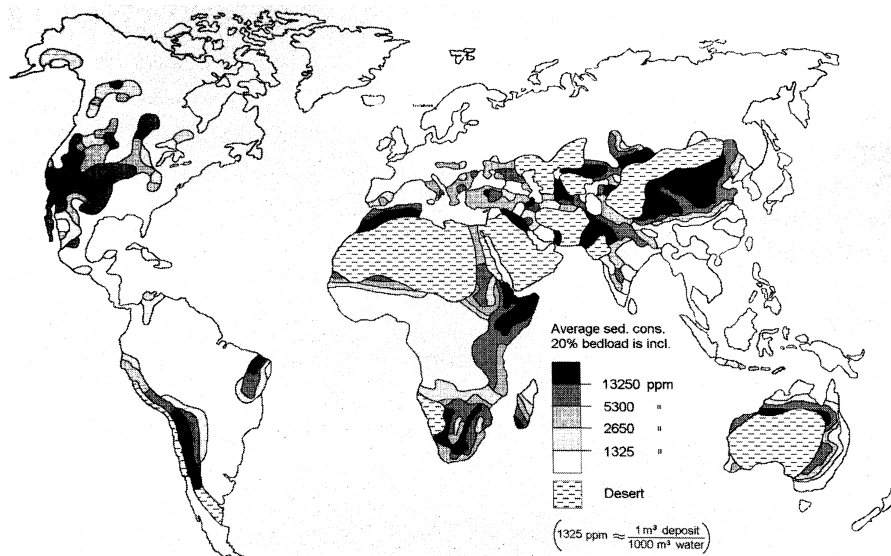 Average sed. cons.
20% bedload is incl.
13250 ppm
5300 "
2650 "
1325 "
Desert
(1325 ppm ≈ 1 m³ deposit / 1000 m³ water)